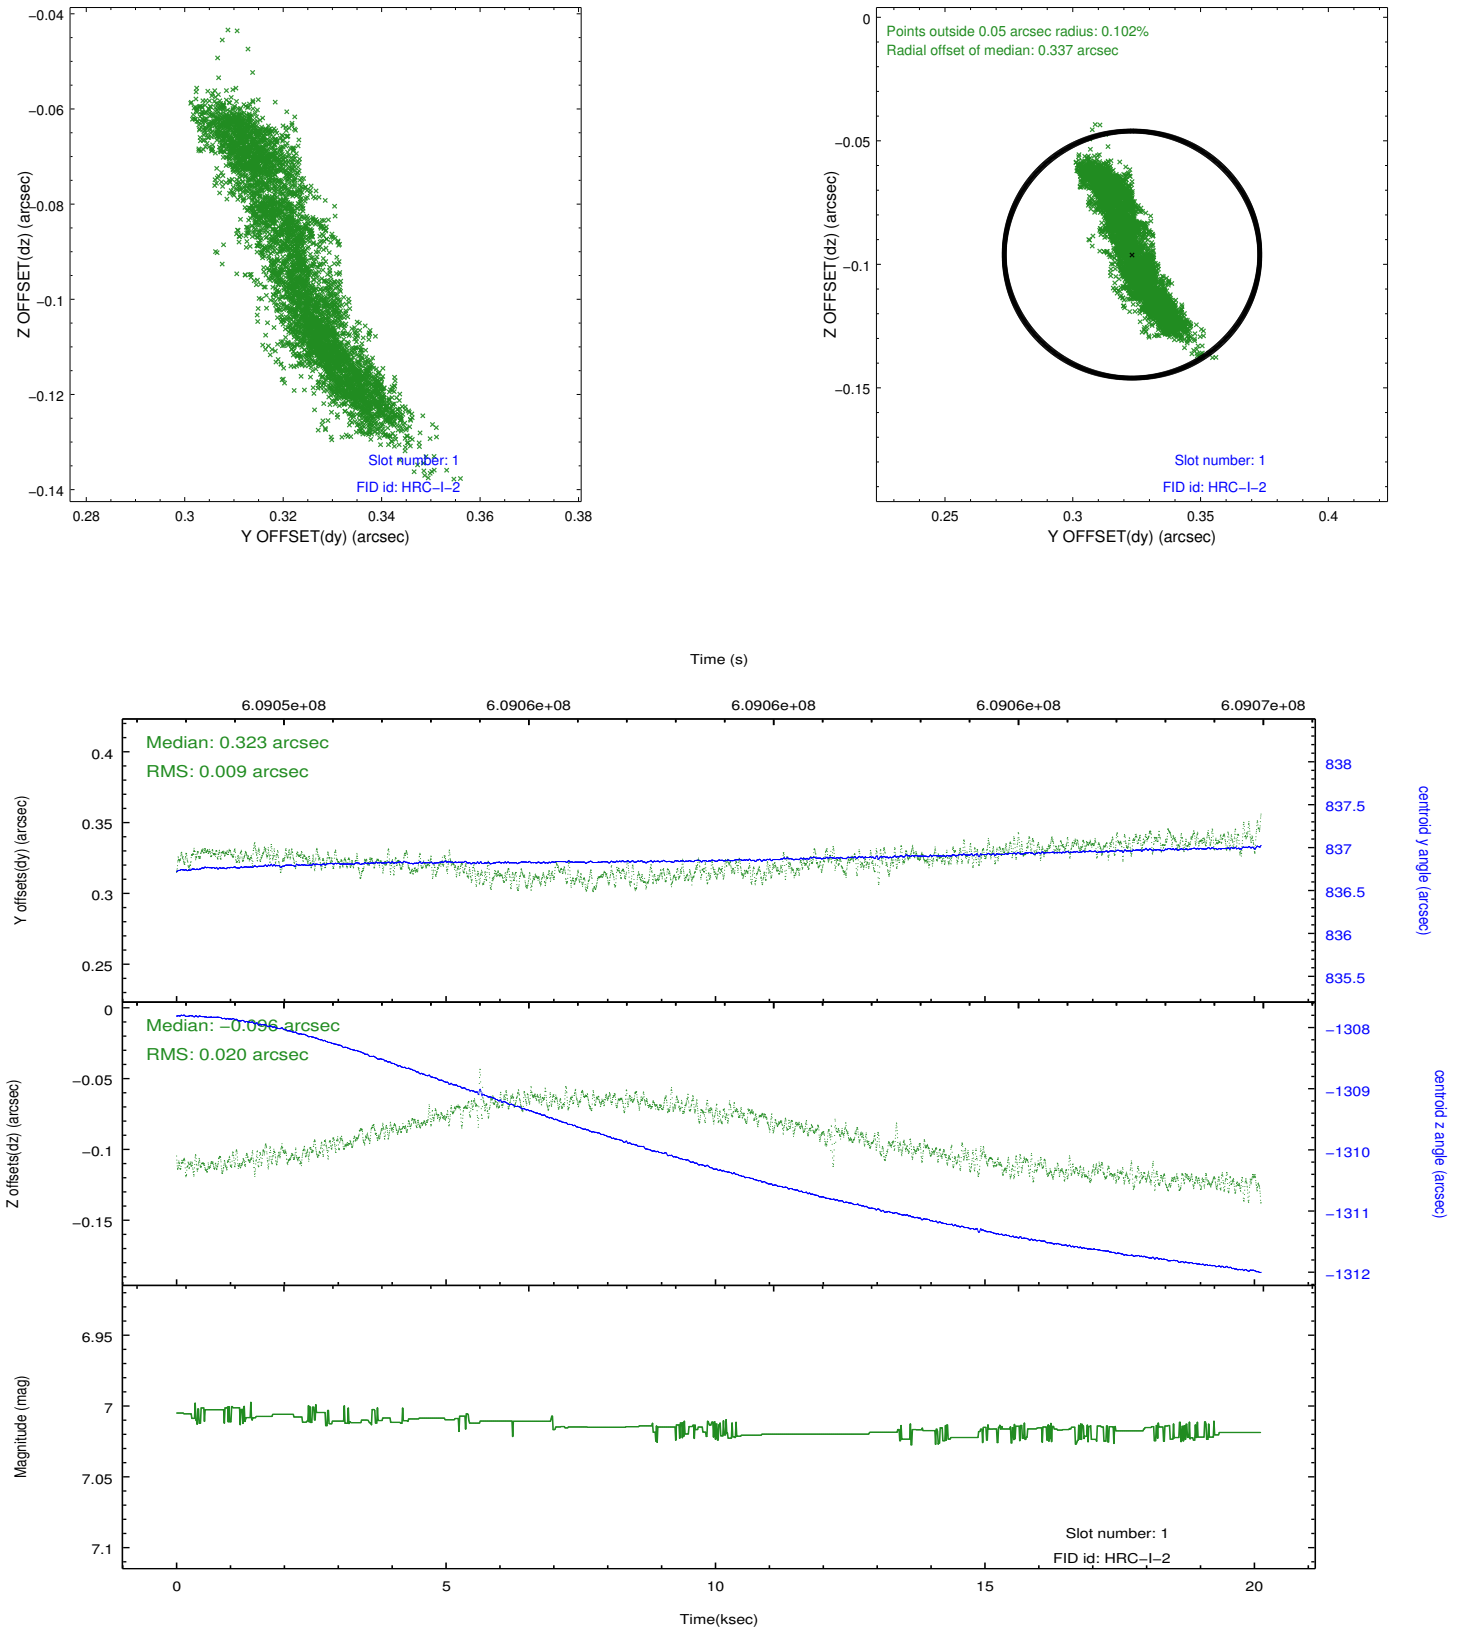 −0.04
−0.06
−0.08
−0.1
−0.12
−0.14
Z OFFSET(dz) (arcsec)
0.28
0.3
0.32
0.34
0.36
0.38
Y OFFSET(dy) (arcsec)
Slot number: 1
FID id: HRC−I−2
Points outside 0.05 arcsec radius: 0.102%
Radial offset of median: 0.337 arcsec
0
−0.05
−0.1
−0.15
Z OFFSET(dz) (arcsec)
0.25
0.3
0.35
0.4
Y OFFSET(dy) (arcsec)
Slot number: 1
FID id: HRC−I−2
Time (s)
6.0905e+08
6.0906e+08
6.0906e+08
6.0906e+08
6.0907e+08
Median: 0.323 arcsec
RMS: 0.009 arcsec
0.4
0.35
0.3
0.25
Y offsets(dy) (arcsec)
838
837.5
837
836.5
836
835.5
centroid y angle (arcsec)
Median: −0.096 arcsec
RMS: 0.020 arcsec
0
−0.05
−0.1
−0.15
Z offsets(dz) (arcsec)
−1308
−1309
−1310
−1311
−1312
centroid z angle (arcsec)
6.95
7
7.05
7.1
Magnitude (mag)
Slot number: 1
FID id: HRC−I−2
0
5
10
15
20
Time(ksec)